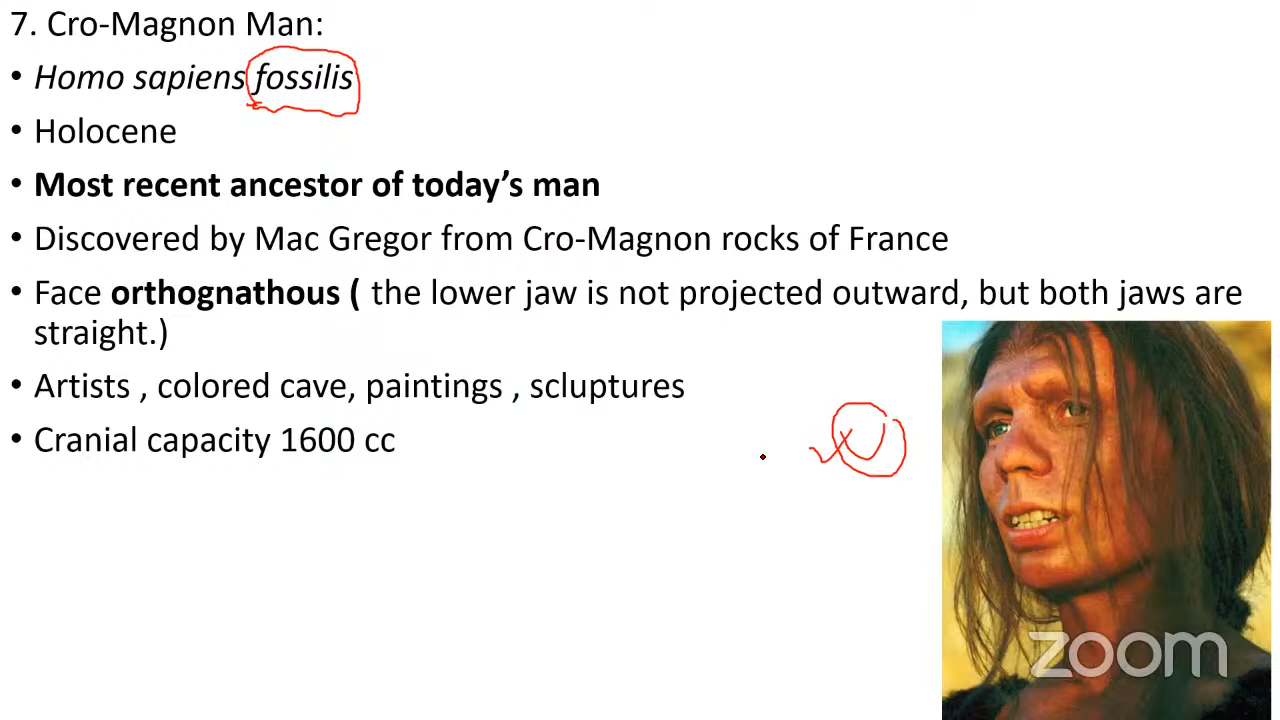 7. Cro-Magnon Man:
• Homo sapiens fossilis
• Holocene
• Most recent ancestor of today’s man
• Discovered by Mac Gregor from Cro-Magnon rocks of France
• Face orthognathous ( the lower jaw is not projected outward, but both jaws are
straight.)
• Artists , colored cave, paintings , scluptures
• Cranial capacity 1600 cc
zoom